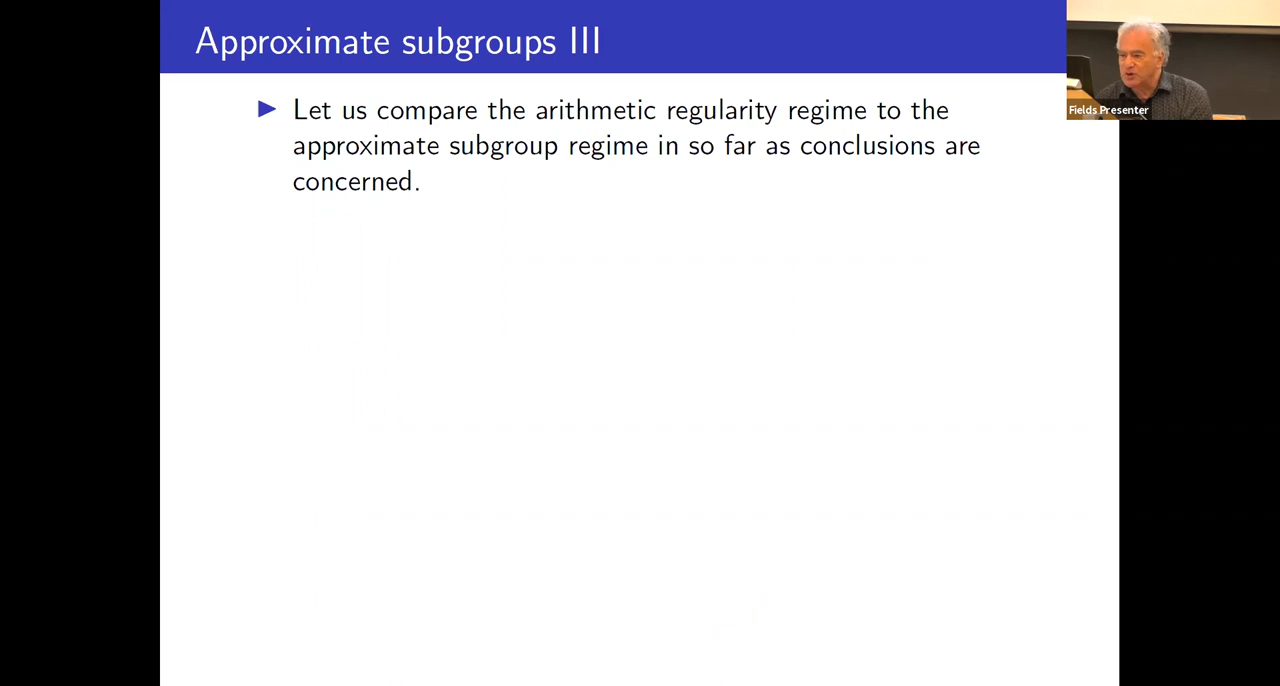 Approximate subgroups III
Let us compare the arithmetic regularity regime to the
approximate subgroup regime in so far as conclusions are
concerned.
Fields Presenter